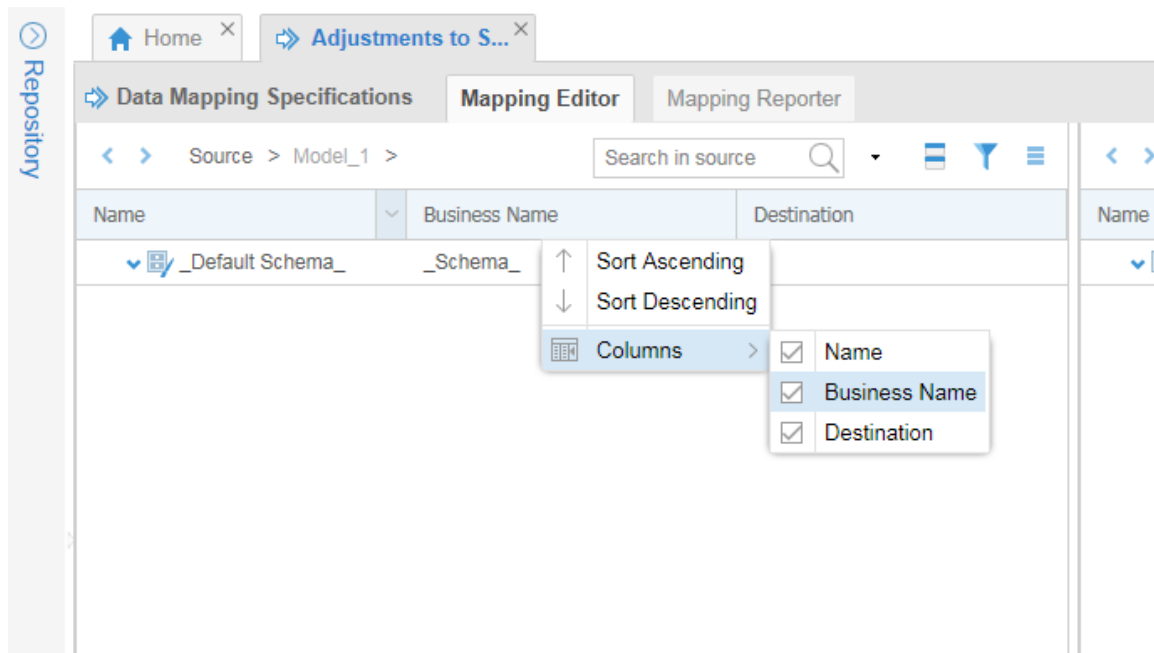 Repository
Home
Adjustments to S...
Data Mapping Specifications
Mapping Editor
Mapping Reporter
Source > Model_1 >
Search in source
Name
Business Name
Destination
Name
_Default Schema_
_Schema_
Sort Ascending
Sort Descending
Columns
Name
Business Name
Destination